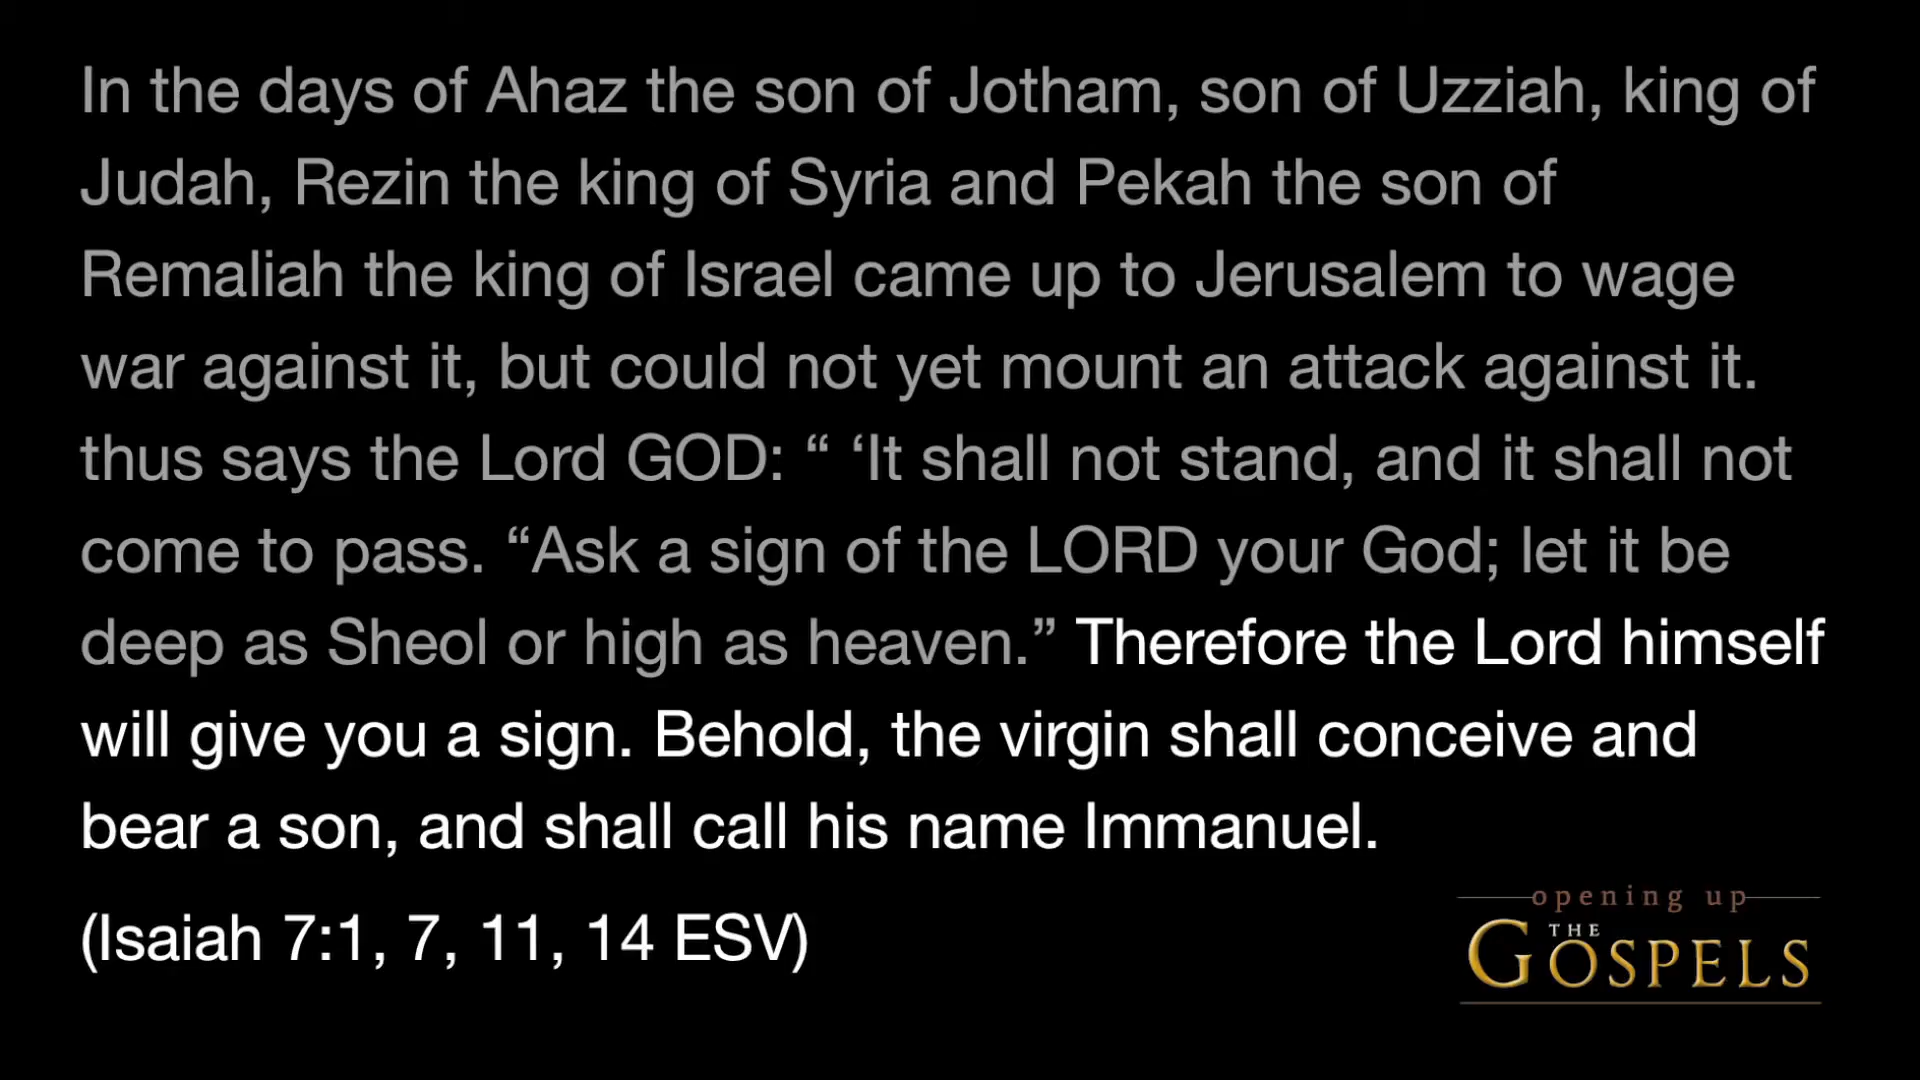 In the days of Ahaz the son of Jotham, son of Uzziah, king of
Judah, Rezin the king of Syria and Pekah the son of
Remaliah the king of Israel came up to Jerusalem to wage
war against it, but could not yet mount an attack against it.
thus says the Lord GOD: “ ‘It shall not stand, and it shall not
come to pass. “Ask a sign of the LORD your God; let it be
deep as Sheol or high as heaven.” Therefore the Lord himself
will give you a sign. Behold, the virgin shall conceive and
bear a son, and shall call his name Immanuel.
(Isaiah 7:1, 7, 11, 14 ESV)
opening up
THE
GOSPELS